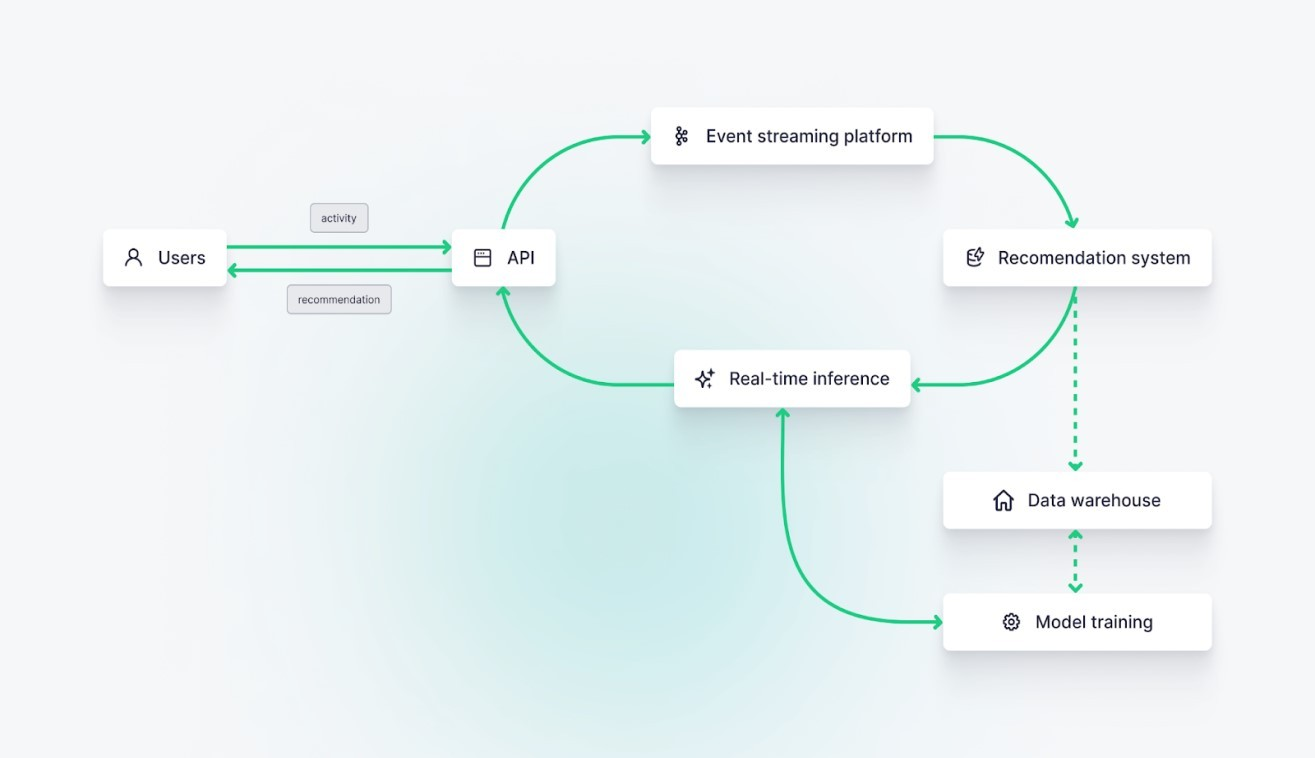 Event streaming platform
activity
Users
API
Recomendation system
recommendation
Real-time inference
Data warehouse
Model training